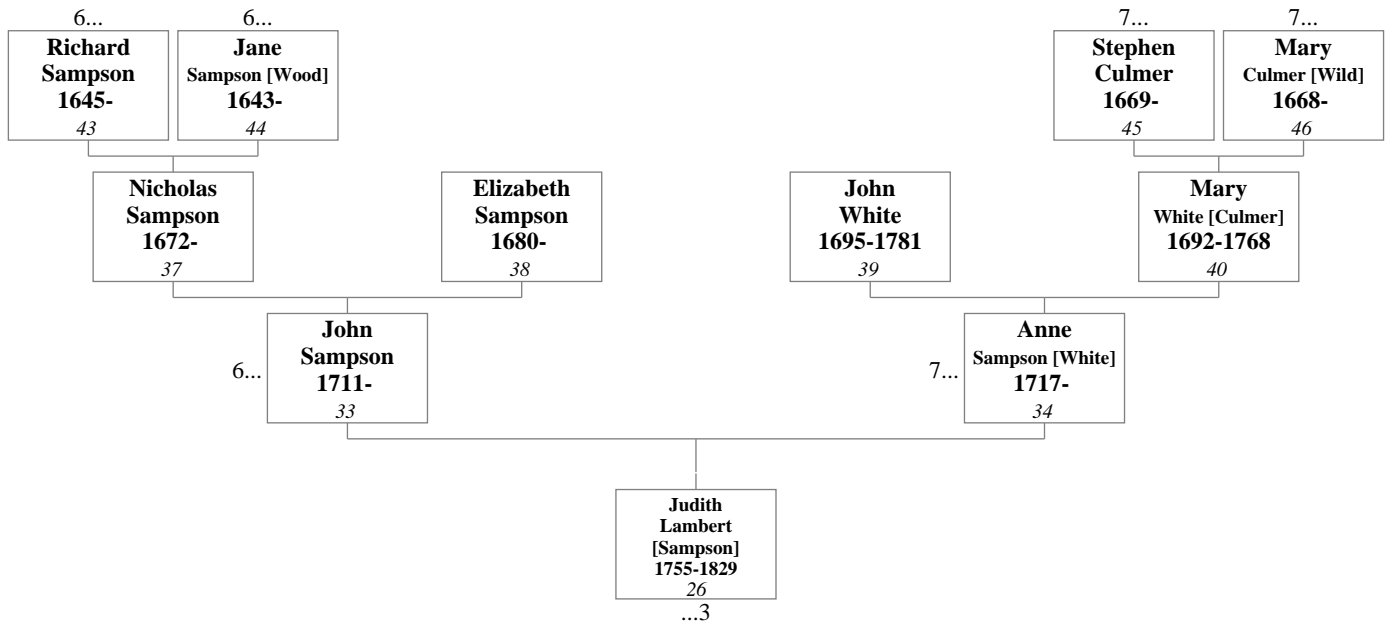 6...
6...
7...
7...
Richard
Sampson
1645-
43
Jane
Sampson [Wood]
1643-
44
Stephen
Culmer
1669-
45
Mary
Culmer [Wild]
1668-
46
Nicholas
Sampson
1672-
37
Elizabeth
Sampson
1680-
38
John
White
1695-1781
39
Mary
White [Culmer]
1692-1768
40
6...
John
Sampson
1711-
33
7...
Anne
Sampson [White]
1717-
34
Judith
Lambert
[Sampson]
1755-1829
26
...3